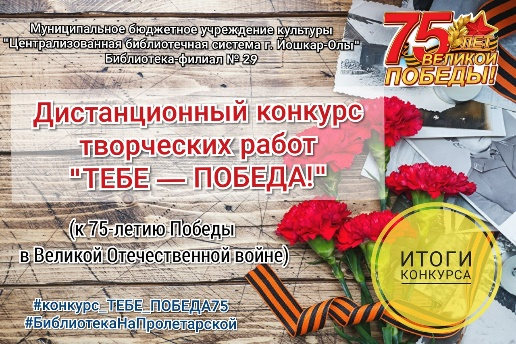 Муниципальное бюджетное учреждение культуры
"Централизованная библиотечная система г. Йошкар-Олы"
Библиотека-филиал № 29
75 ЛЕТ
ВЕЛИКОЙ
ПОБЕДЫ!
Дистанционный конкурс
творческих работ
"ТЕБЕ — ПОБЕДА!"
(к 75-летию Победы
в Великой Отечественной войне)
ИТОГИ
КОНКУРСА
#конкурс_ТЕБЕ_ПОБЕДА75
#БиблиотекаНаПролетарской